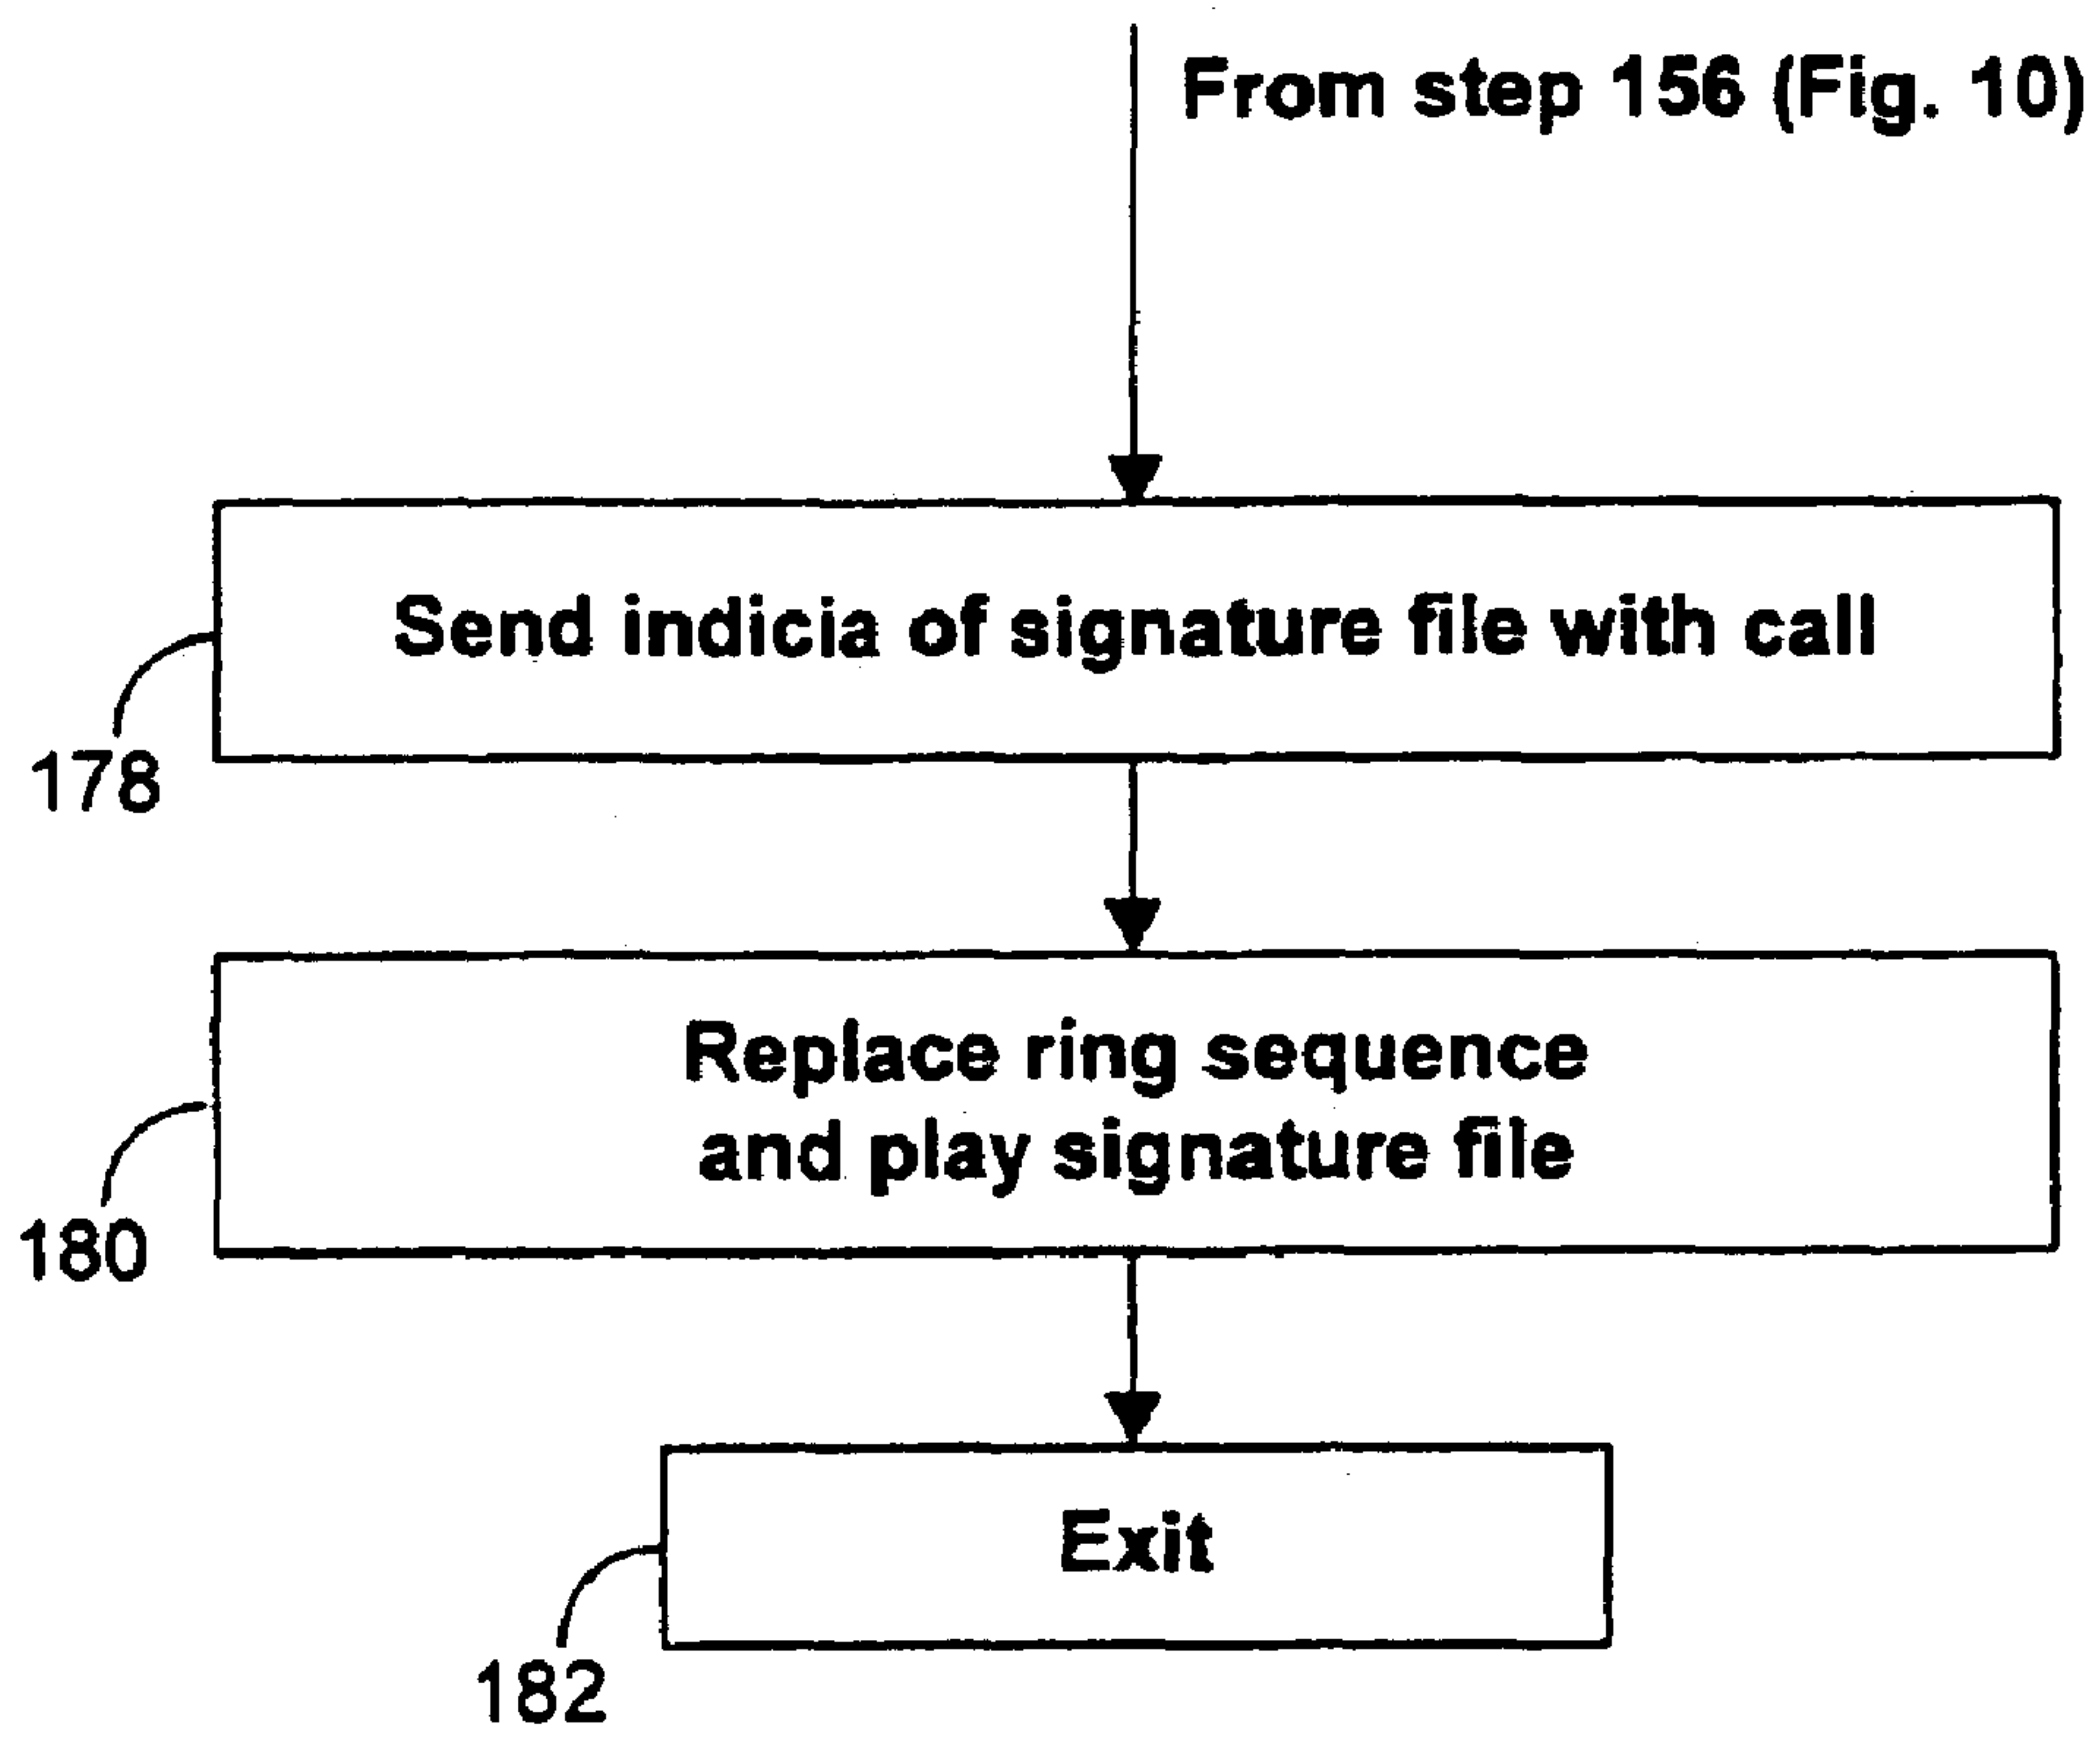 From step 156 (Fig. 10)
Send indicia of signature file with call
178
Replace ring sequence
and play signature file
180
Exit
182